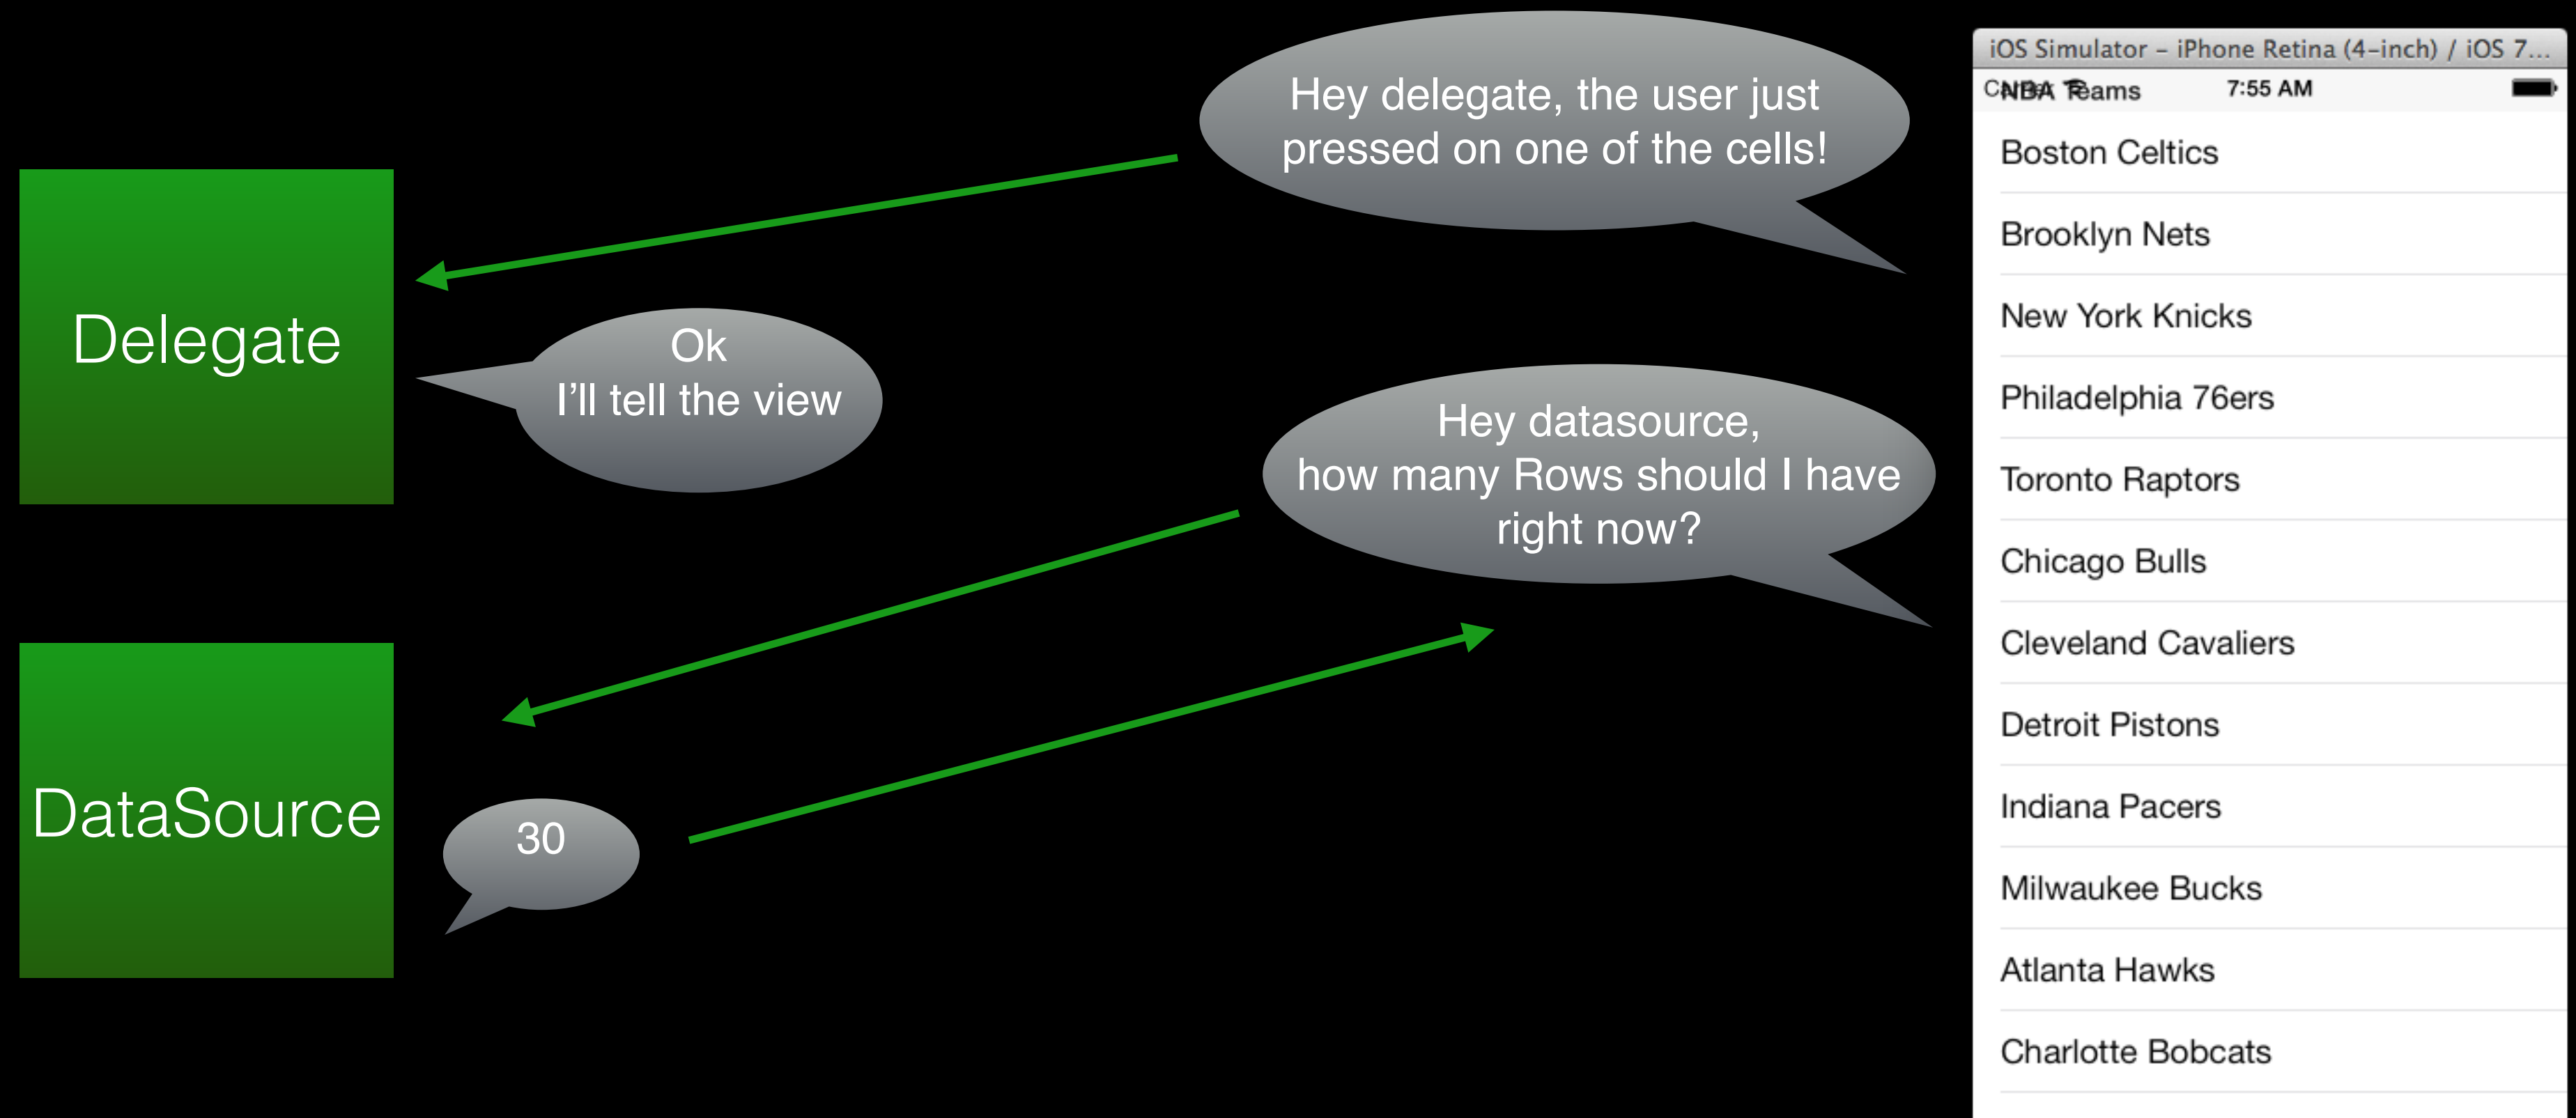 Hey delegate, the user just
pressed on one of the cells!
Delegate
Ok
I'll tell the view
Hey datasource,
how many Rows should I have
right now?
DataSource
30
iOS Simulator – iPhone Retina (4-inch) / iOS 7...
NBA Teams
7:55 AM
Boston Celtics
Brooklyn Nets
New York Knicks
Philadelphia 76ers
Toronto Raptors
Chicago Bulls
Cleveland Cavaliers
Detroit Pistons
Indiana Pacers
Milwaukee Bucks
Atlanta Hawks
Charlotte Bobcats